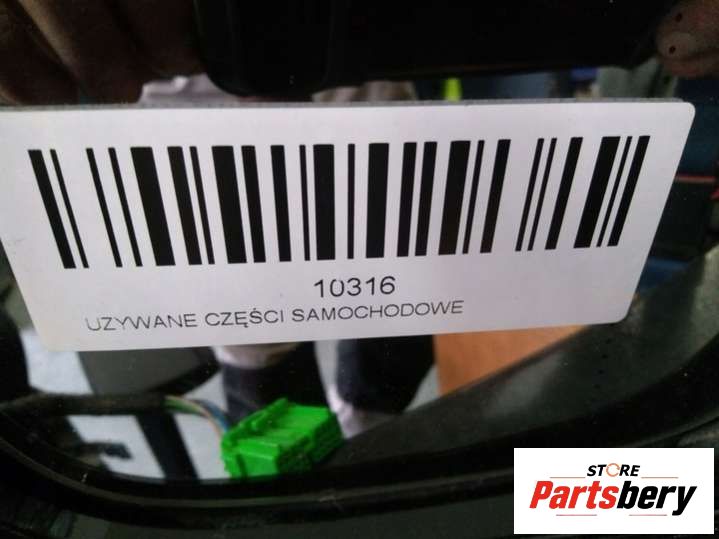 10316
UZYWANE CZĘŚCI SAMOCHODOWE
STORE
Partsbery